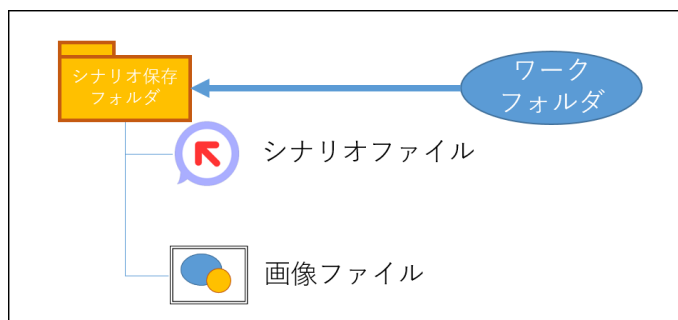 シナリオ保存
フォルダ
ワーク
フォルダ
シナリオファイル
画像ファイル